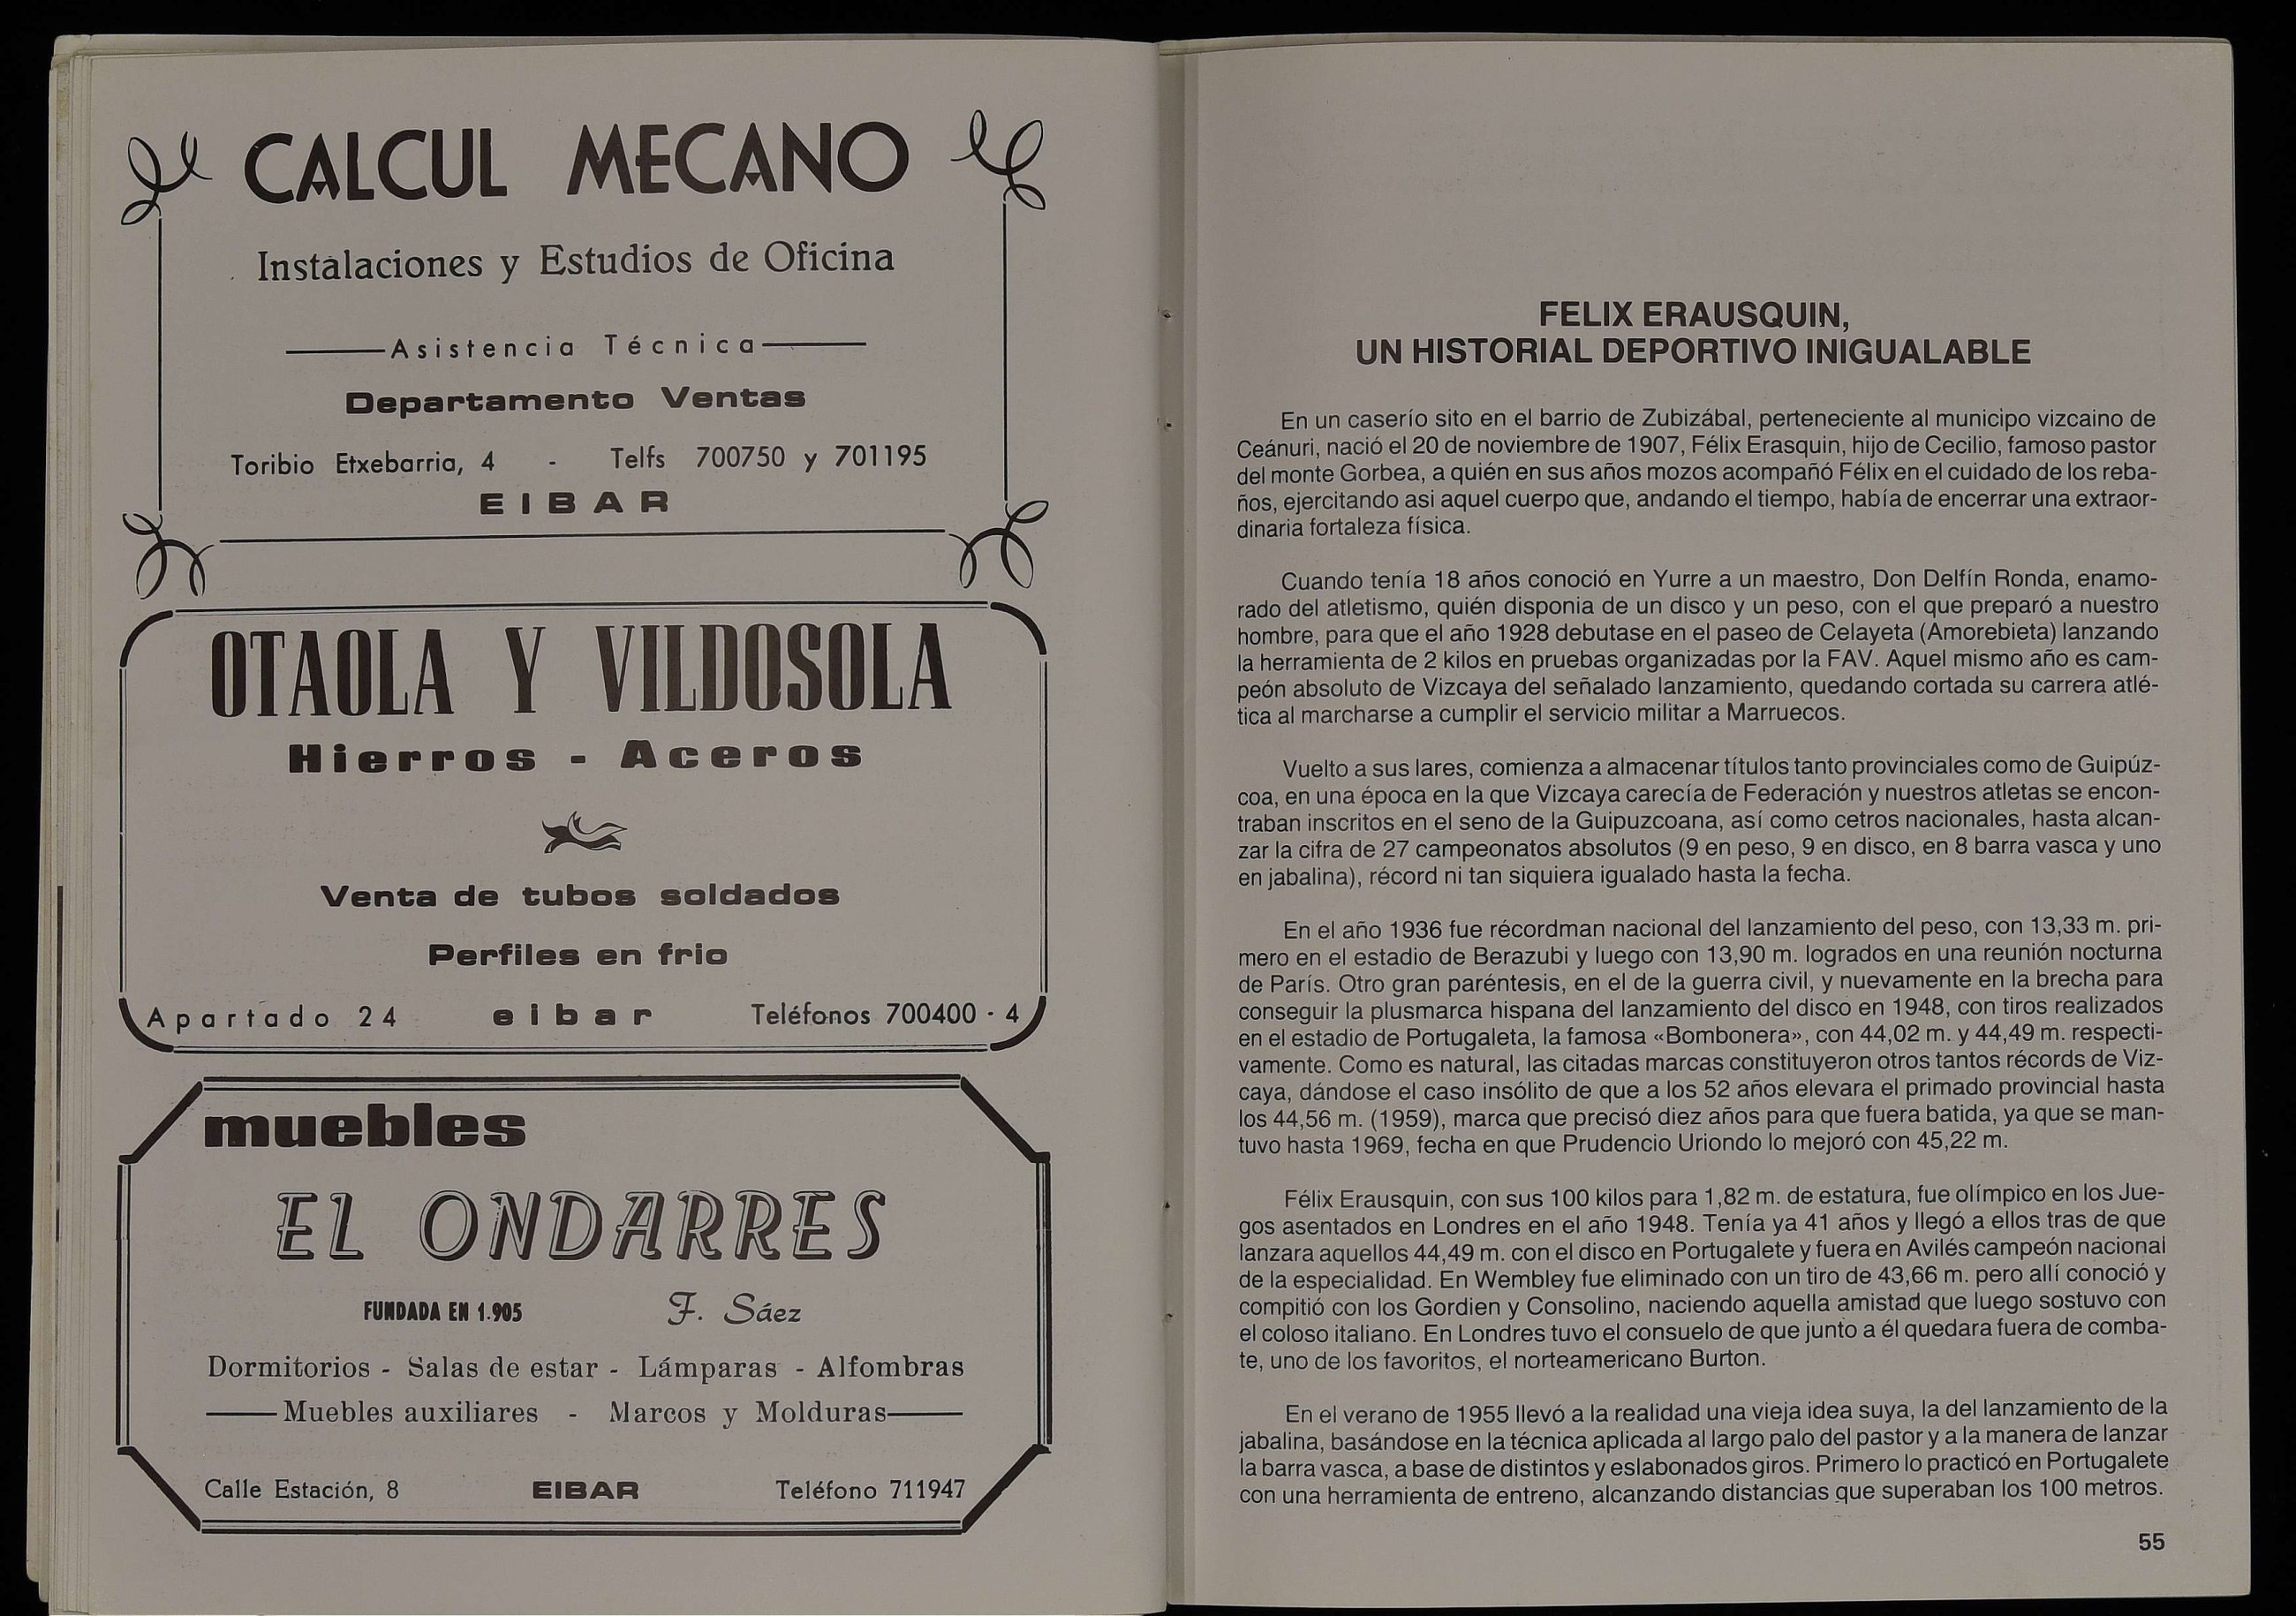 CALCUL MECANO
Instalaciones y Estudios de Oficina
Asistencia Técnica
Departamento Ventas
Toribio Etxebarria, 4 - Telfs 700750 y 701195
EIBAR
OTAOLA Y VILDOSOLA
Hierros - Aceros
Venta de tubos soldados
Perfiles en frio
Apartado 24 eibar Teléfonos 700400 - 4
muebles
EL ONDARRES
FUNDADA EN 1.905 F. Sáez
Dormitorios - Salas de estar - Lámparas - Alfombras
Muebles auxiliares - Marcos y Molduras
Calle Estación, 8 EIBAR Teléfono 711947
FELIX ERAUSQUIN,
UN HISTORIAL DEPORTIVO INIGUALABLE
En un caserío sito en el barrio de Zubizábal, perteneciente al municipo vizcaino de
Ceánuri, nació el 20 de noviembre de 1907, Félix Erasquin, hijo de Cecilio, famoso pastor
del monte Gorbea, a quién en sus años mozos acompañó Félix en el cuidado de los reba-
ños, ejercitando asi aquel cuerpo que, andando el tiempo, había de encerrar una extraor-
dinaria fortaleza física.
Cuando tenía 18 años conoció en Yurre a un maestro, Don Delfín Ronda, enamo-
rado del atletismo, quién disponia de un disco y un peso, con el que preparó a nuestro
hombre, para que el año 1928 debutase en el paseo de Celayeta (Amorebieta) lanzando
la herramienta de 2 kilos en pruebas organizadas por la FAV. Aquel mismo año es cam-
peón absoluto de Vizcaya del señalado lanzamiento, quedando cortada su carrera atlé-
tica al marcharse a cumplir el servicio militar a Marruecos.
Vuelto a sus lares, comienza a almacenar títulos tanto provinciales como de Guipúz-
coa, en una época en la que Vizcaya carecía de Federación y nuestros atletas se encon-
traban inscritos en el seno de la Guipuzcoana, así como cetros nacionales, hasta alcan-
zar la cifra de 27 campeonatos absolutos (9 en peso, 9 en disco, en 8 barra vasca y uno
en jabalina), récord ni tan siquiera igualado hasta la fecha.
En el año 1936 fue récordman nacional del lanzamiento del peso, con 13,33 m. pri-
mero en el estadio de Berazubi y luego con 13,90 m. logrados en una reunión nocturna
de París. Otro gran paréntesis, en el de la guerra civil, y nuevamente en la brecha para
conseguir la plusmarca hispana del lanzamiento del disco en 1948, con tiros realizados
en el estadio de Portugaleta, la famosa «Bombonera», con 44,02 m. y 44,49 m. respecti-
vamente. Como es natural, las citadas marcas constituyeron otros tantos récords de Viz-
caya, dándose el caso insólito de que a los 52 años elevara el primado provincial hasta
los 44,56 m. (1959), marca que precisó diez años para que fuera batida, ya que se man-
tuvo hasta 1969, fecha en que Prudencio Uriondo lo mejoró con 45,22 m.
Félix Erausquin, con sus 100 kilos para 1,82 m. de estatura, fue olímpico en los Jue-
gos asentados en Londres en el año 1948. Tenía ya 41 años y llegó a ellos tras de que
lanzara aquellos 44,49 m. con el disco en Portugalete y fuera en Avilés campeón nacional
de la especialidad. En Wembley fue eliminado con un tiro de 43,66 m. pero allí conoció y
compitió con los Gordien y Consolino, naciendo aquella amistad que luego sostuvo con
el coloso italiano. En Londres tuvo el consuelo de que junto a él quedara fuera de comba-
te, uno de los favoritos, el norteamericano Burton.
En el verano de 1955 llevó a la realidad una vieja idea suya, la del lanzamiento de la
jabalina, basándose en la técnica aplicada al largo palo del pastor y a la manera de lanzar
la barra vasca, a base de distintos y eslabonados giros. Primero lo practicó en Portugalete
con una herramienta de entreno, alcanzando distancias que superaban los 100 metros.
55